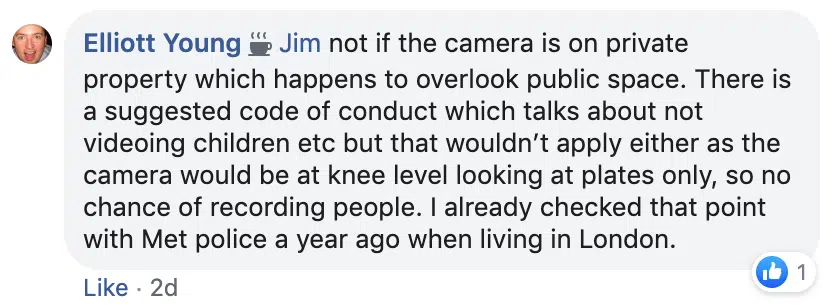 Elliott Young Jim not if the camera is on private
property which happens to overlook public space. There is
a suggested code of conduct which talks about not
videoing children etc but that wouldn’t apply either as the
camera would be at knee level looking at plates only, so no
chance of recording people. I already checked that point
with Met police a year ago when living in London.
1
Like · 2d